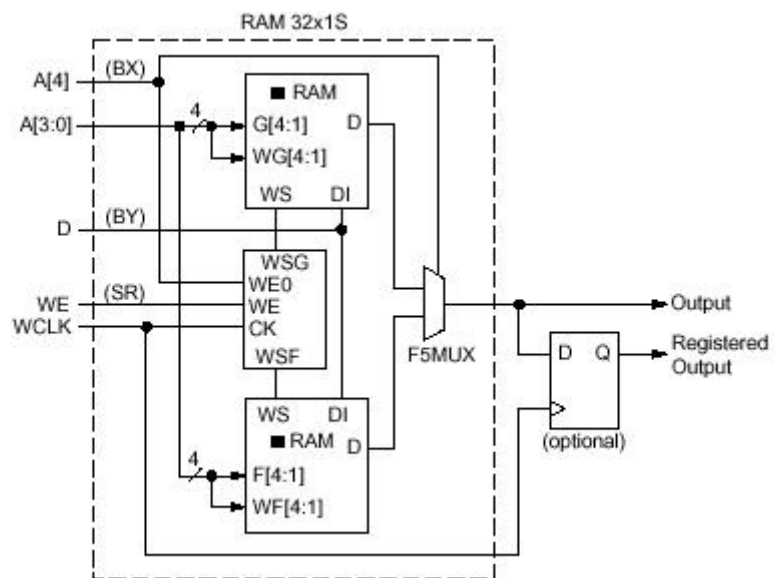 RAM 32x1S
A[4]
(BX)
RAM
4
A[3:0]
G[4:1]
D
WG[4:1]
WS
DI
D
(BY)
WSG
WE0
WE
(SR)
WE
Output
WCLK
CK
F5MUX
D
Q
Registered
Output
WSF
WS
DI
RAM
D
(optional)
4
F[4:1]
WF[4:1]